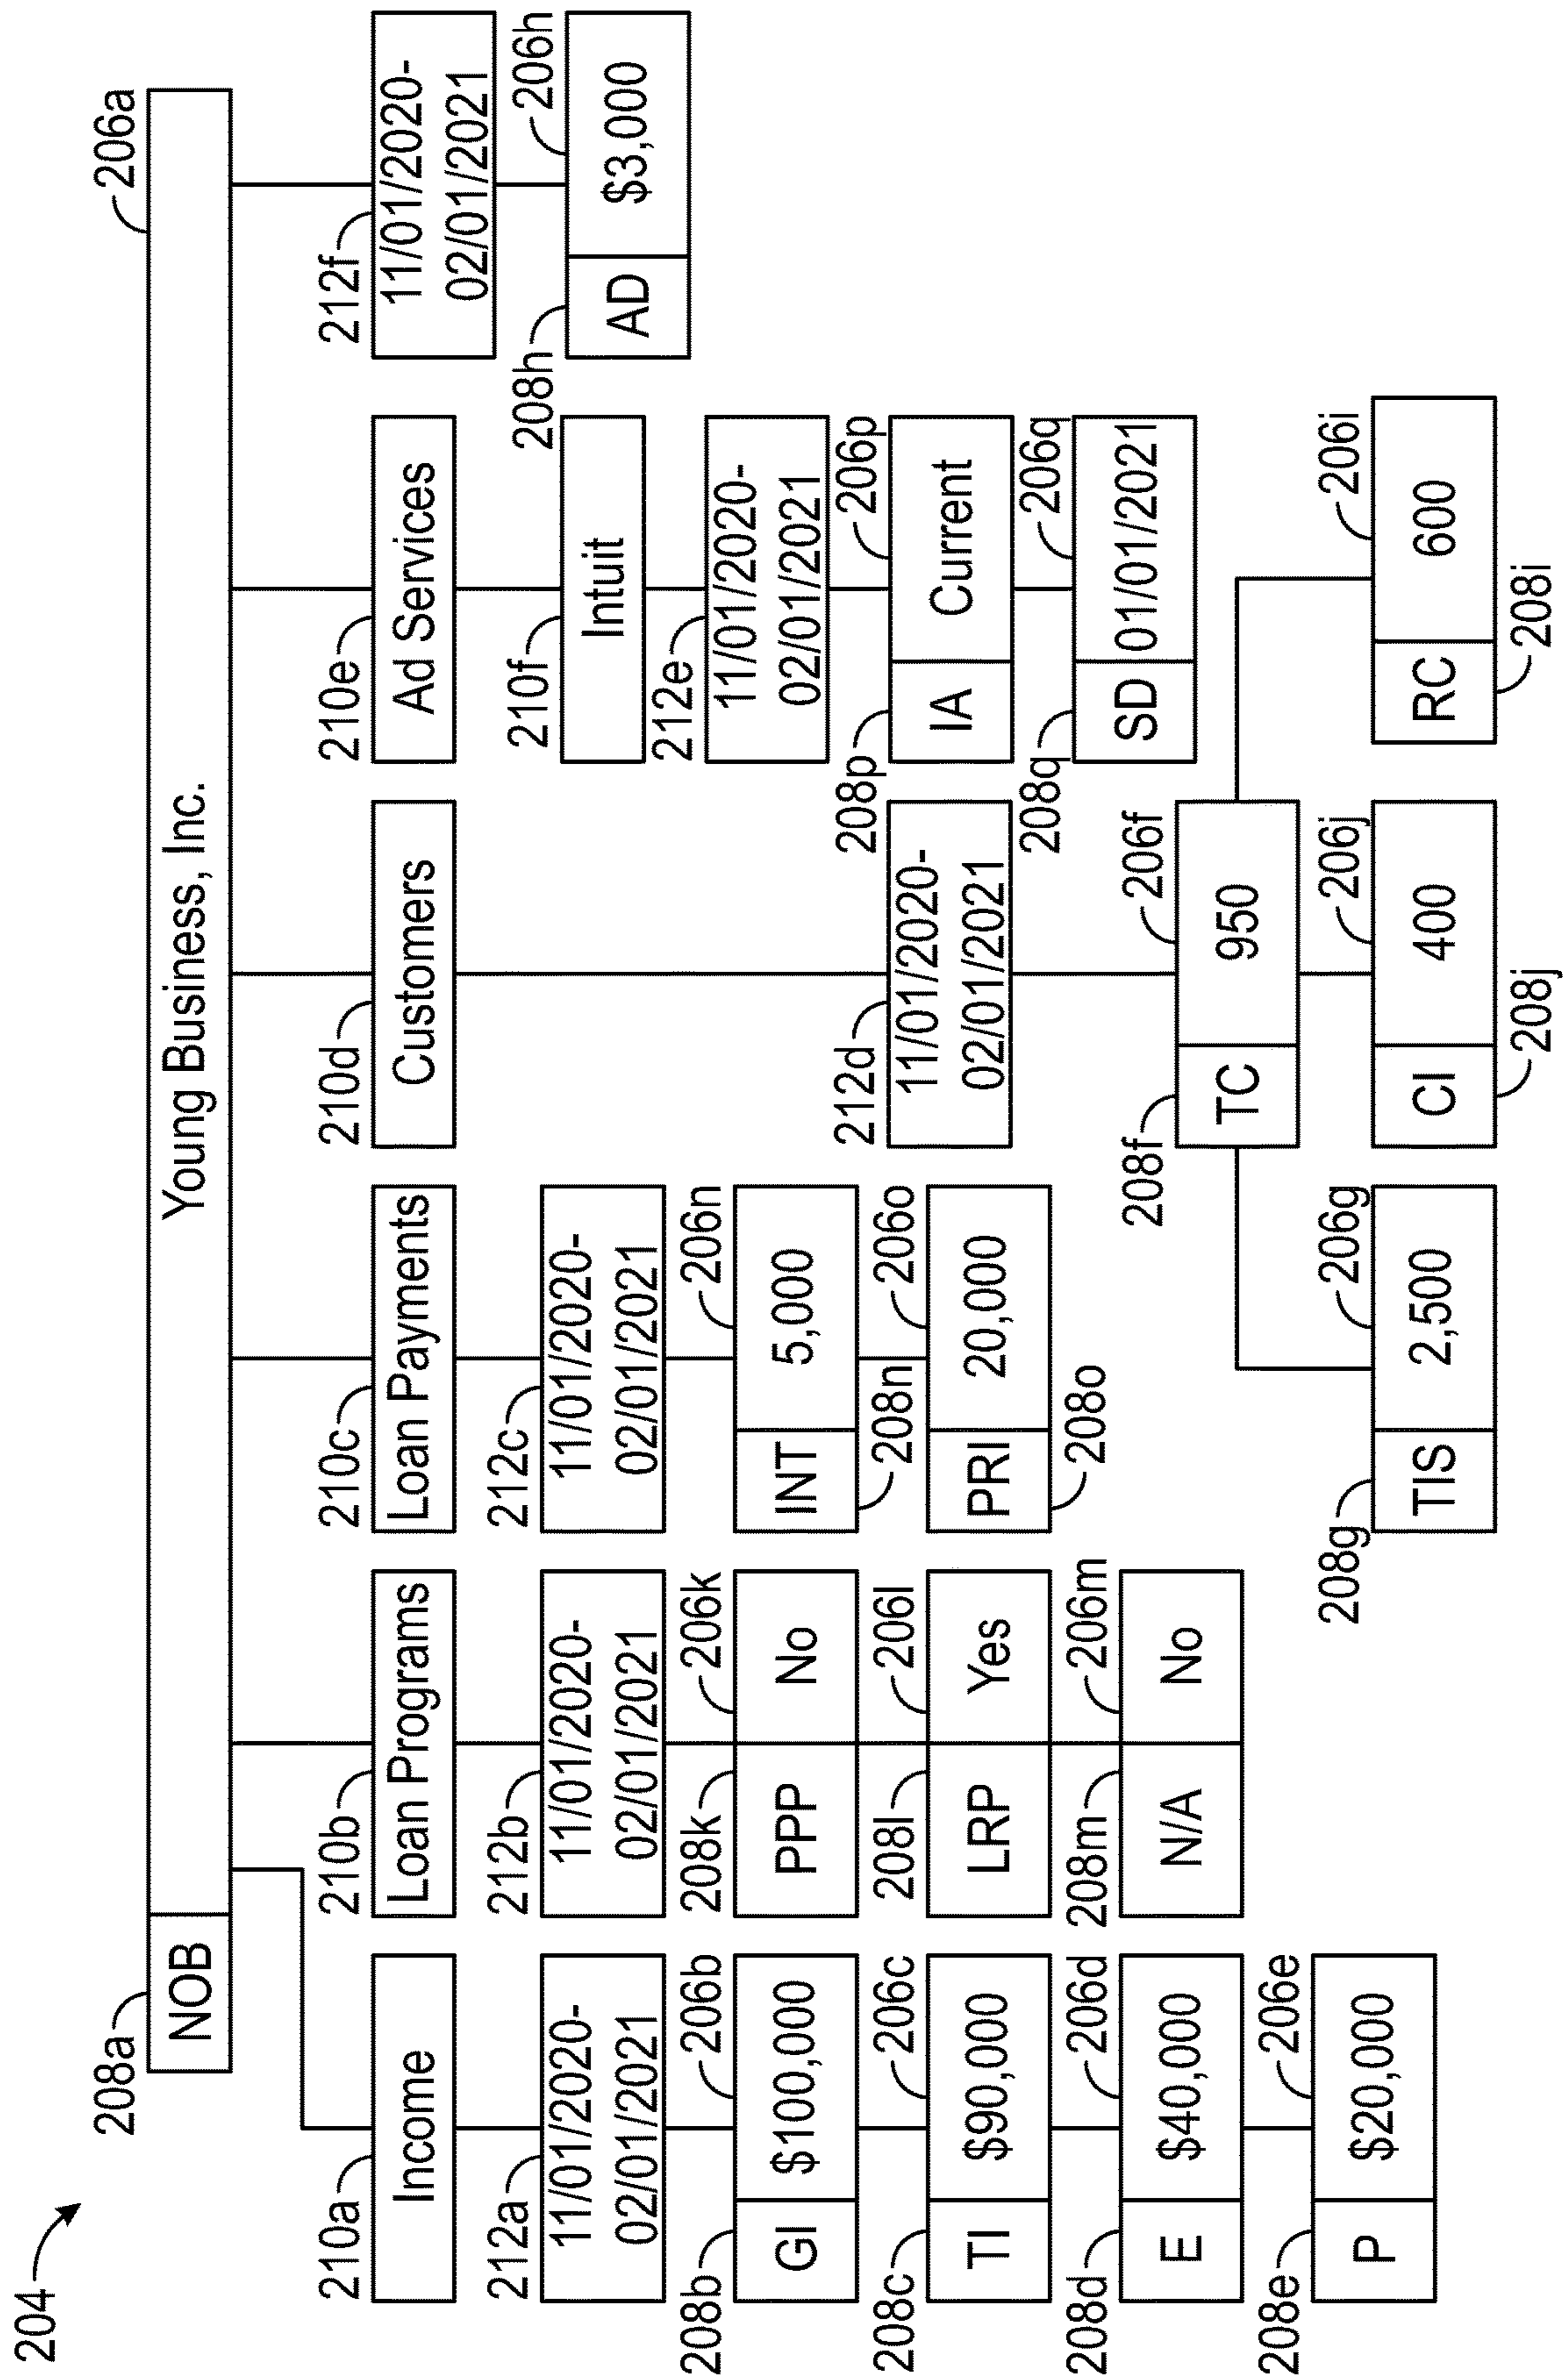 204
208a
206a
NOB
Young Business, Inc.
210a
Income
212a
11/01/2020-
02/01/2021
208b
206b
GI
$100,000
208c
206c
TI
$90,000
208d
206d
E
$40,000
208e
206e
P
$20,000
210b
Loan Programs
212b
11/01/2020-
02/01/2021
208k
206k
PPP
No
208l
206l
LRP
Yes
208m
206m
N/A
No
210c
Loan Payments
212c
11/01/2020-
02/01/2021
206n
INT
5,000
208n
206o
PRI
20,000
208o
210d
Customers
212d
11/01/2020-
02/01/2021
208f
206f
TC
950
208g
206g
TIS
2,500
206j
CI
400
208j
206i
RC
600
208i
210e
Ad Services
210f
Intuit
212e
11/01/2020-
02/01/2021
208p
206p
IA
Current
208q
206q
SD
01/01/2021
212f
11/01/2020-
02/01/2021
208h
206h
AD
$3,000